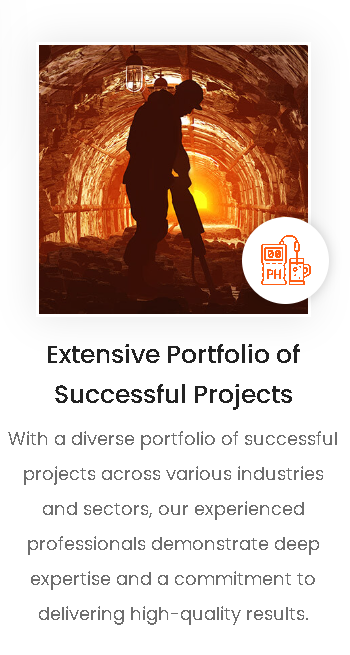 00
PH
Extensive Portfolio of
Successful Projects
With a diverse portfolio of successful
projects across various industries
and sectors, our experienced
professionals demonstrate deep
expertise and a commitment to
delivering high-quality results.